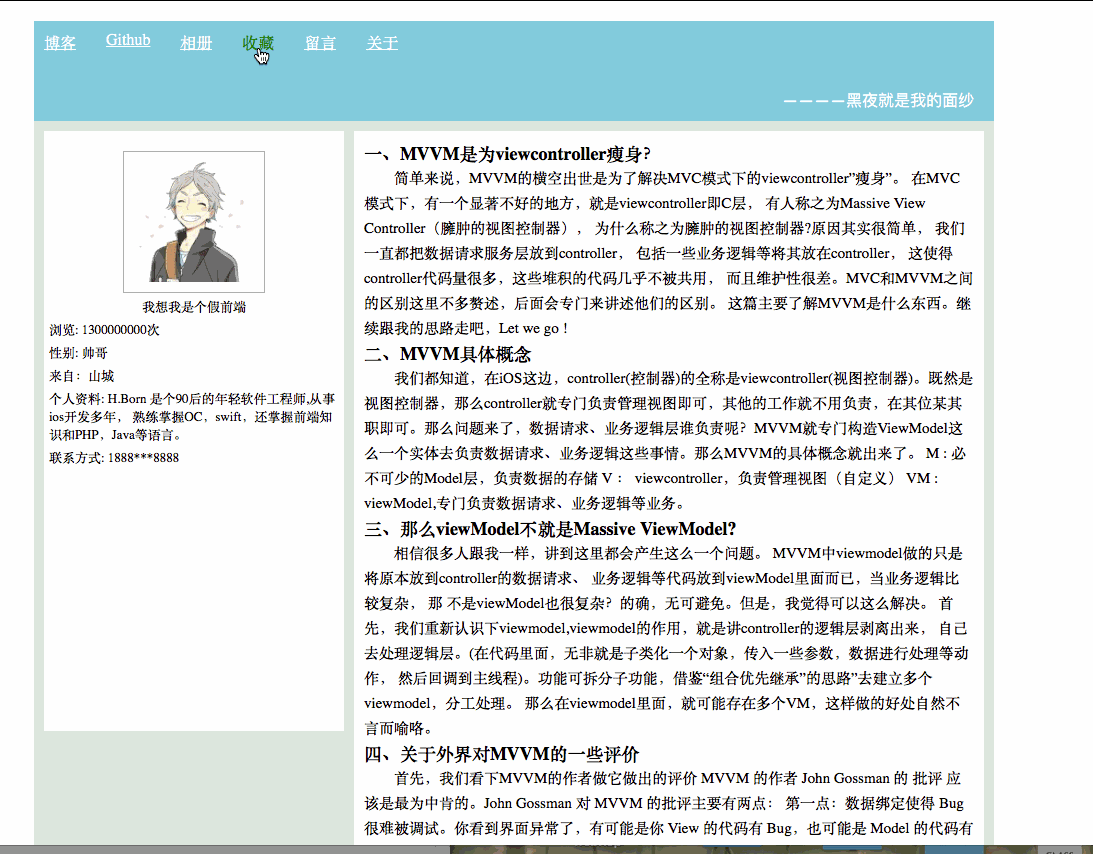 博客 Github 相册 收藏 留言 关于
————黑夜就是我的面纱
我想我是个假前端
浏览: 1300000000次
性别: 帅哥
来自：山城
个人资料: H.Born 是个90后的年轻软件工程师,从事
ios开发多年， 熟练掌握OC，swift，还掌握前端知
识和PHP，Java等语言。
联系方式: 1888***8888
一、MVVM是为viewcontroller瘦身?
简单来说，MVVM的横空出世是为了解决MVC模式下的viewcontroller”瘦身”。 在MVC
模式下，有一个显著不好的地方，就是viewcontroller即C层， 有人称之为Massive View
Controller（臃肿的视图控制器）， 为什么称之为臃肿的视图控制器?原因其实很简单， 我们
一直都把数据请求服务层放到controller， 包括一些业务逻辑等将其放在controller， 这使得
controller代码量很多，这些堆积的代码几乎不被共用， 而且维护性很差。MVC和MVVM之间
的区别这里不多赘述，后面会专门来讲述他们的区别。 这篇主要了解MVVM是什么东西。继
续跟我的思路走吧，Let we go !
二、MVVM具体概念
我们都知道，在iOS这边，controller(控制器)的全称是viewcontroller(视图控制器)。既然是
视图控制器，那么controller就专门负责管理视图即可，其他的工作就不用负责，在其位某其
职即可。那么问题来了，数据请求、业务逻辑层谁负责呢？MVVM就专门构造ViewModel这
么一个实体去负责数据请求、业务逻辑这些事情。那么MVVM的具体概念就出来了。 M : 必
不可少的Model层，负责数据的存储 V ： viewcontroller，负责管理视图（自定义） VM :
viewModel,专门负责数据请求、业务逻辑等业务。
三、那么viewModel不就是Massive ViewModel?
相信很多人跟我一样，讲到这里都会产生这么一个问题。 MVVM中viewmodel做的只是
将原本放到controller的数据请求、 业务逻辑等代码放到viewModel里面而已，当业务逻辑比
较复杂， 那 不是viewModel也很复杂？的确，无可避免。但是，我觉得可以这么解决。 首
先，我们重新认识下viewmodel,viewmodel的作用，就是讲controller的逻辑层剥离出来， 自己
去处理逻辑层。(在代码里面，无非就是子类化一个对象，传入一些参数，数据进行处理等动
作， 然后回调到主线程)。功能可拆分子功能，借鉴“组合优先继承”的思路”去建立多个
viewmodel，分工处理。 那么在viewmodel里面，就可能存在多个VM，这样做的好处自然不
言而喻咯。
四、关于外界对MVVM的一些评价
首先，我们看下MVVM的作者做它做出的评价 MVVM 的作者 John Gossman 的 批评 应
该是最为中肯的。John Gossman 对 MVVM 的批评主要有两点： 第一点：数据绑定使得 Bug
很难被调试。你看到界面异常了，有可能是你 View 的代码有 Bug，也可能是 Model 的代码有